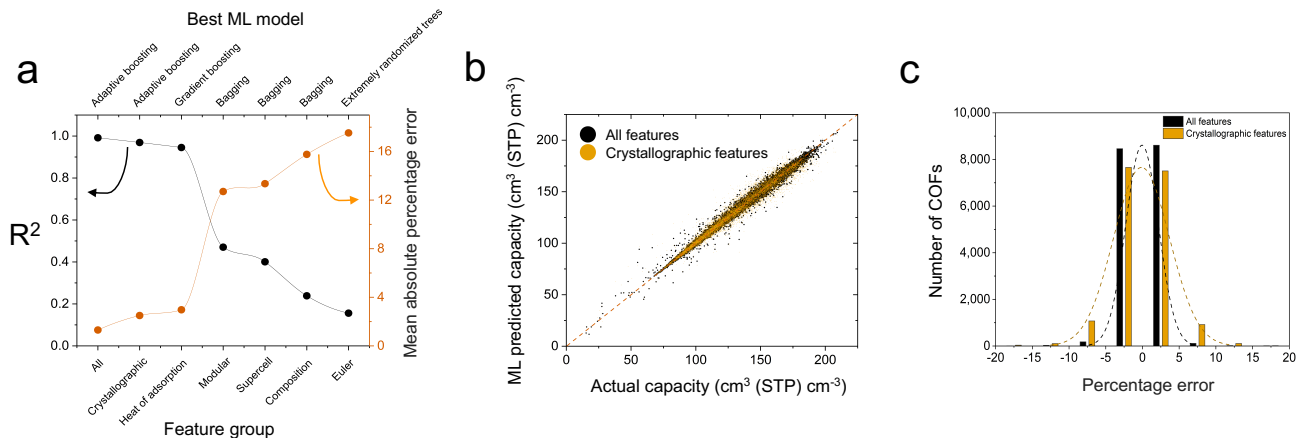 Best ML model
a
Adaptive boosting
Adaptive boosting
Gradient boosting
Bagging
Bagging
Bagging
Extremely randomized trees
1.0
0.8
0.6
0.4
0.2
0.0
R²
16
12
8
4
0
Mean absolute percentage error
All
Crystallographic
Heat of adsorption
Modular
Supercell
Composition
Euler
Feature group
b
ML predicted capacity (cm³ (STP) cm⁻³)
250
200
150
100
50
0
0
50
100
150
200
All features
Crystallographic features
Actual capacity (cm³ (STP) cm⁻³)
c
Number of COFs
10,000
8,000
6,000
4,000
2,000
0
-20
-15
-10
-5
0
5
10
15
20
All features
Crystallographic features
Percentage error